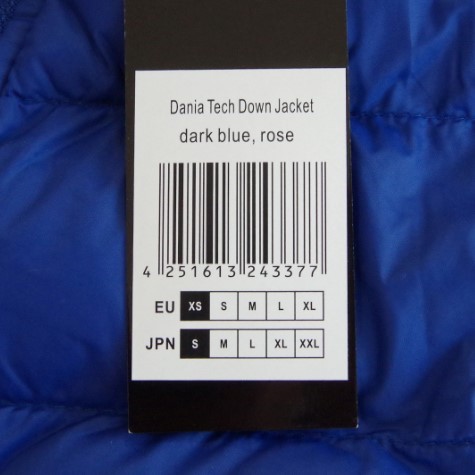 Dania Tech Down Jacket
dark blue, rose
4 251613 243377
EU XS S M L XL
JPN S M L XL XXL